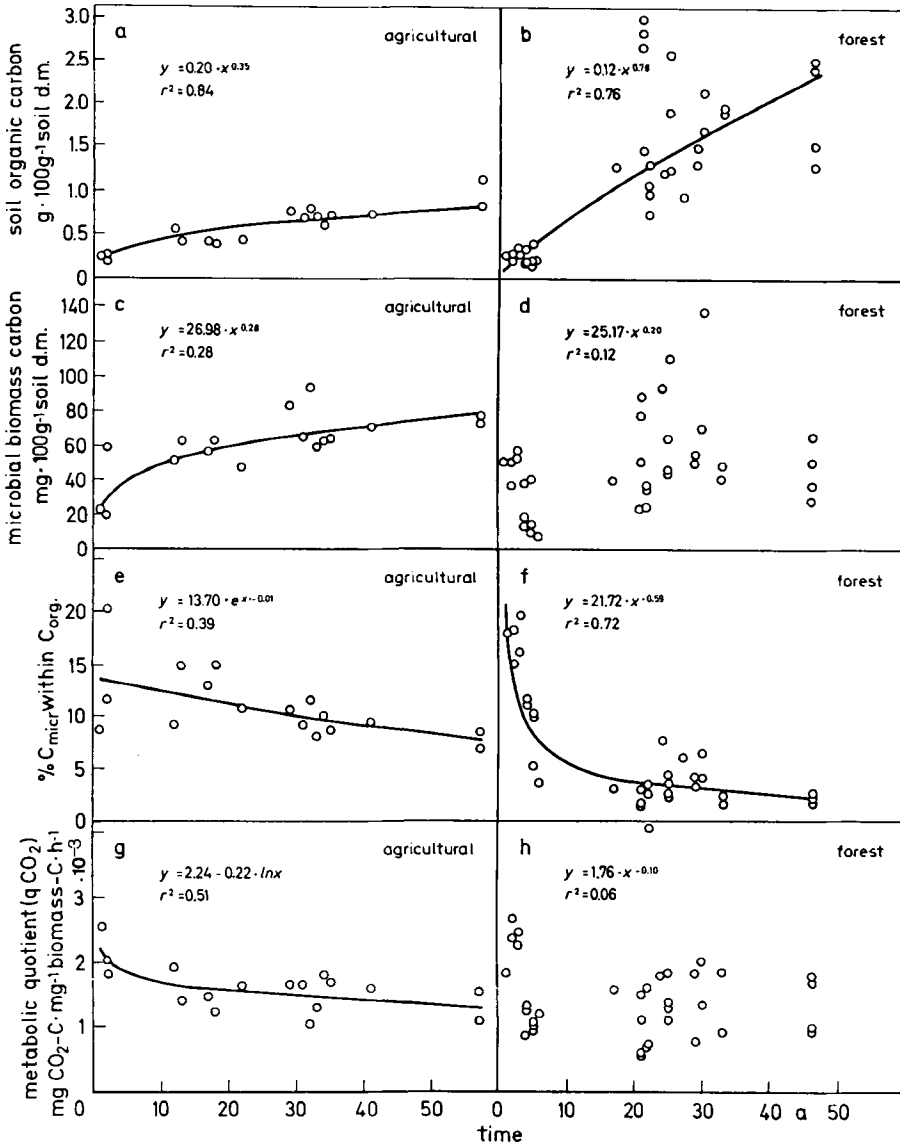 soil organic carbon
g · 100g⁻¹ soil d.m.
3.0
2.5
2.0
1.5
1.0
0.5
0
a
agricultural
y = 0.20 · x^0.35
r² = 0.84
b
forest
y = 0.12 · x^0.78
r² = 0.76
microbial biomass carbon
mg · 100g⁻¹ soil d.m.
140
120
100
80
60
40
20
0
c
agricultural
y = 26.98 · x^0.28
r² = 0.28
d
forest
y = 25.17 · x^0.20
r² = 0.12
% C_micr within C_org.
20
15
10
5
0
e
agricultural
y = 13.70 · e^x·-0.01
r² = 0.39
f
forest
y = 21.72 · x^-0.59
r² = 0.72
metabolic quotient (q CO₂)
mg CO₂-C · mg⁻¹ biomass-C · h⁻¹
· 10⁻³
3
2
1
g
agricultural
y = 2.24 - 0.22 · lnx
r² = 0.51
h
forest
y = 1.76 · x^-0.10
r² = 0.06
0 10 20 30 40 50 0 10 20 30 40 a 50
time